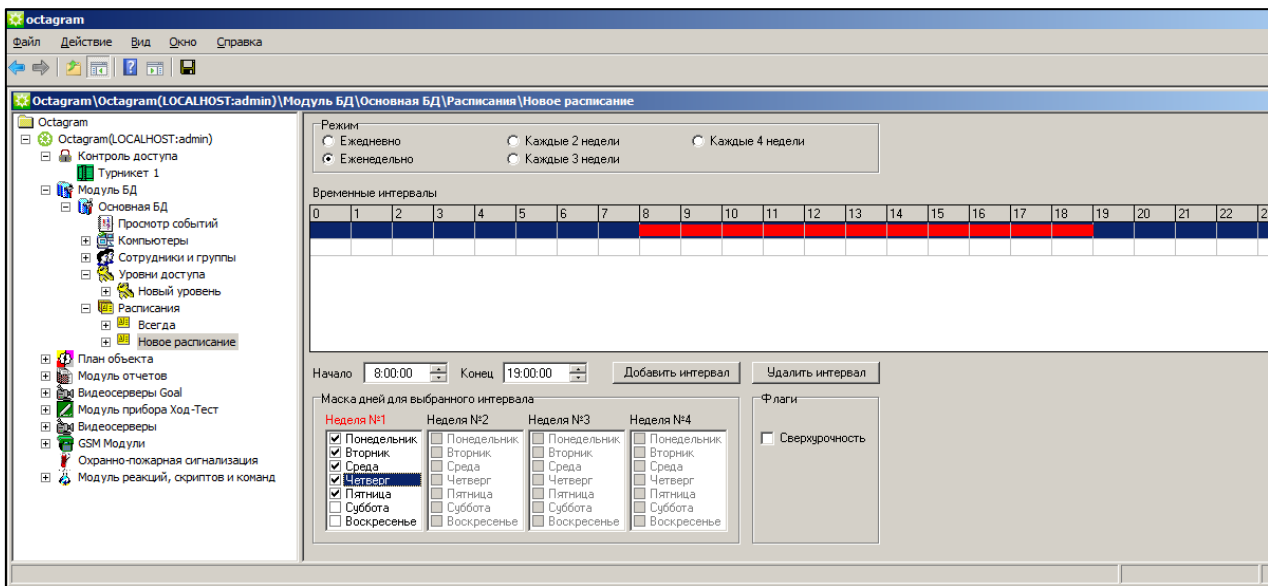 octagram
Файл Действие Вид Окно Справка
Octagram\Octagram(LOCALHOST:admin)\Модуль БД\Основная БД\Расписания\Новое расписание
Octagram
Octagram(LOCALHOST:admin)
Контроль доступа
Турникет 1
Модуль БД
Основная БД
Просмотр событий
Компьютеры
Сотрудники и группы
Уровни доступа
Новый уровень
Расписания
Всегда
Новое расписание
План объекта
Модуль отчетов
Видеосерверы Goal
Модуль прибора Ход-Тест
Видеосерверы
GSM Модули
Охранно-пожарная сигнализация
Модуль реакций, скриптов и команд
Режим
Ежедневно Каждые 2 недели Каждые 4 недели
Еженедельно Каждые 3 недели
Временные интервалы
0 1 2 3 4 5 6 7 8 9 10 11 12 13 14 15 16 17 18 19 20 21 22 2
Начало 8:00:00 Конец 19:00:00 Добавить интервал Удалить интервал
Маска дней для выбранного интервала Флаги
Неделя №1 Неделя №2 Неделя №3 Неделя №4
Понедельник Понедельник Понедельник Понедельник Сверхурочность
Вторник Вторник Вторник Вторник
Среда Среда Среда Среда
Четверг Четверг Четверг Четверг
Пятница Пятница Пятница Пятница
Суббота Суббота Суббота Суббота
Воскресенье Воскресенье Воскресенье Воскресенье